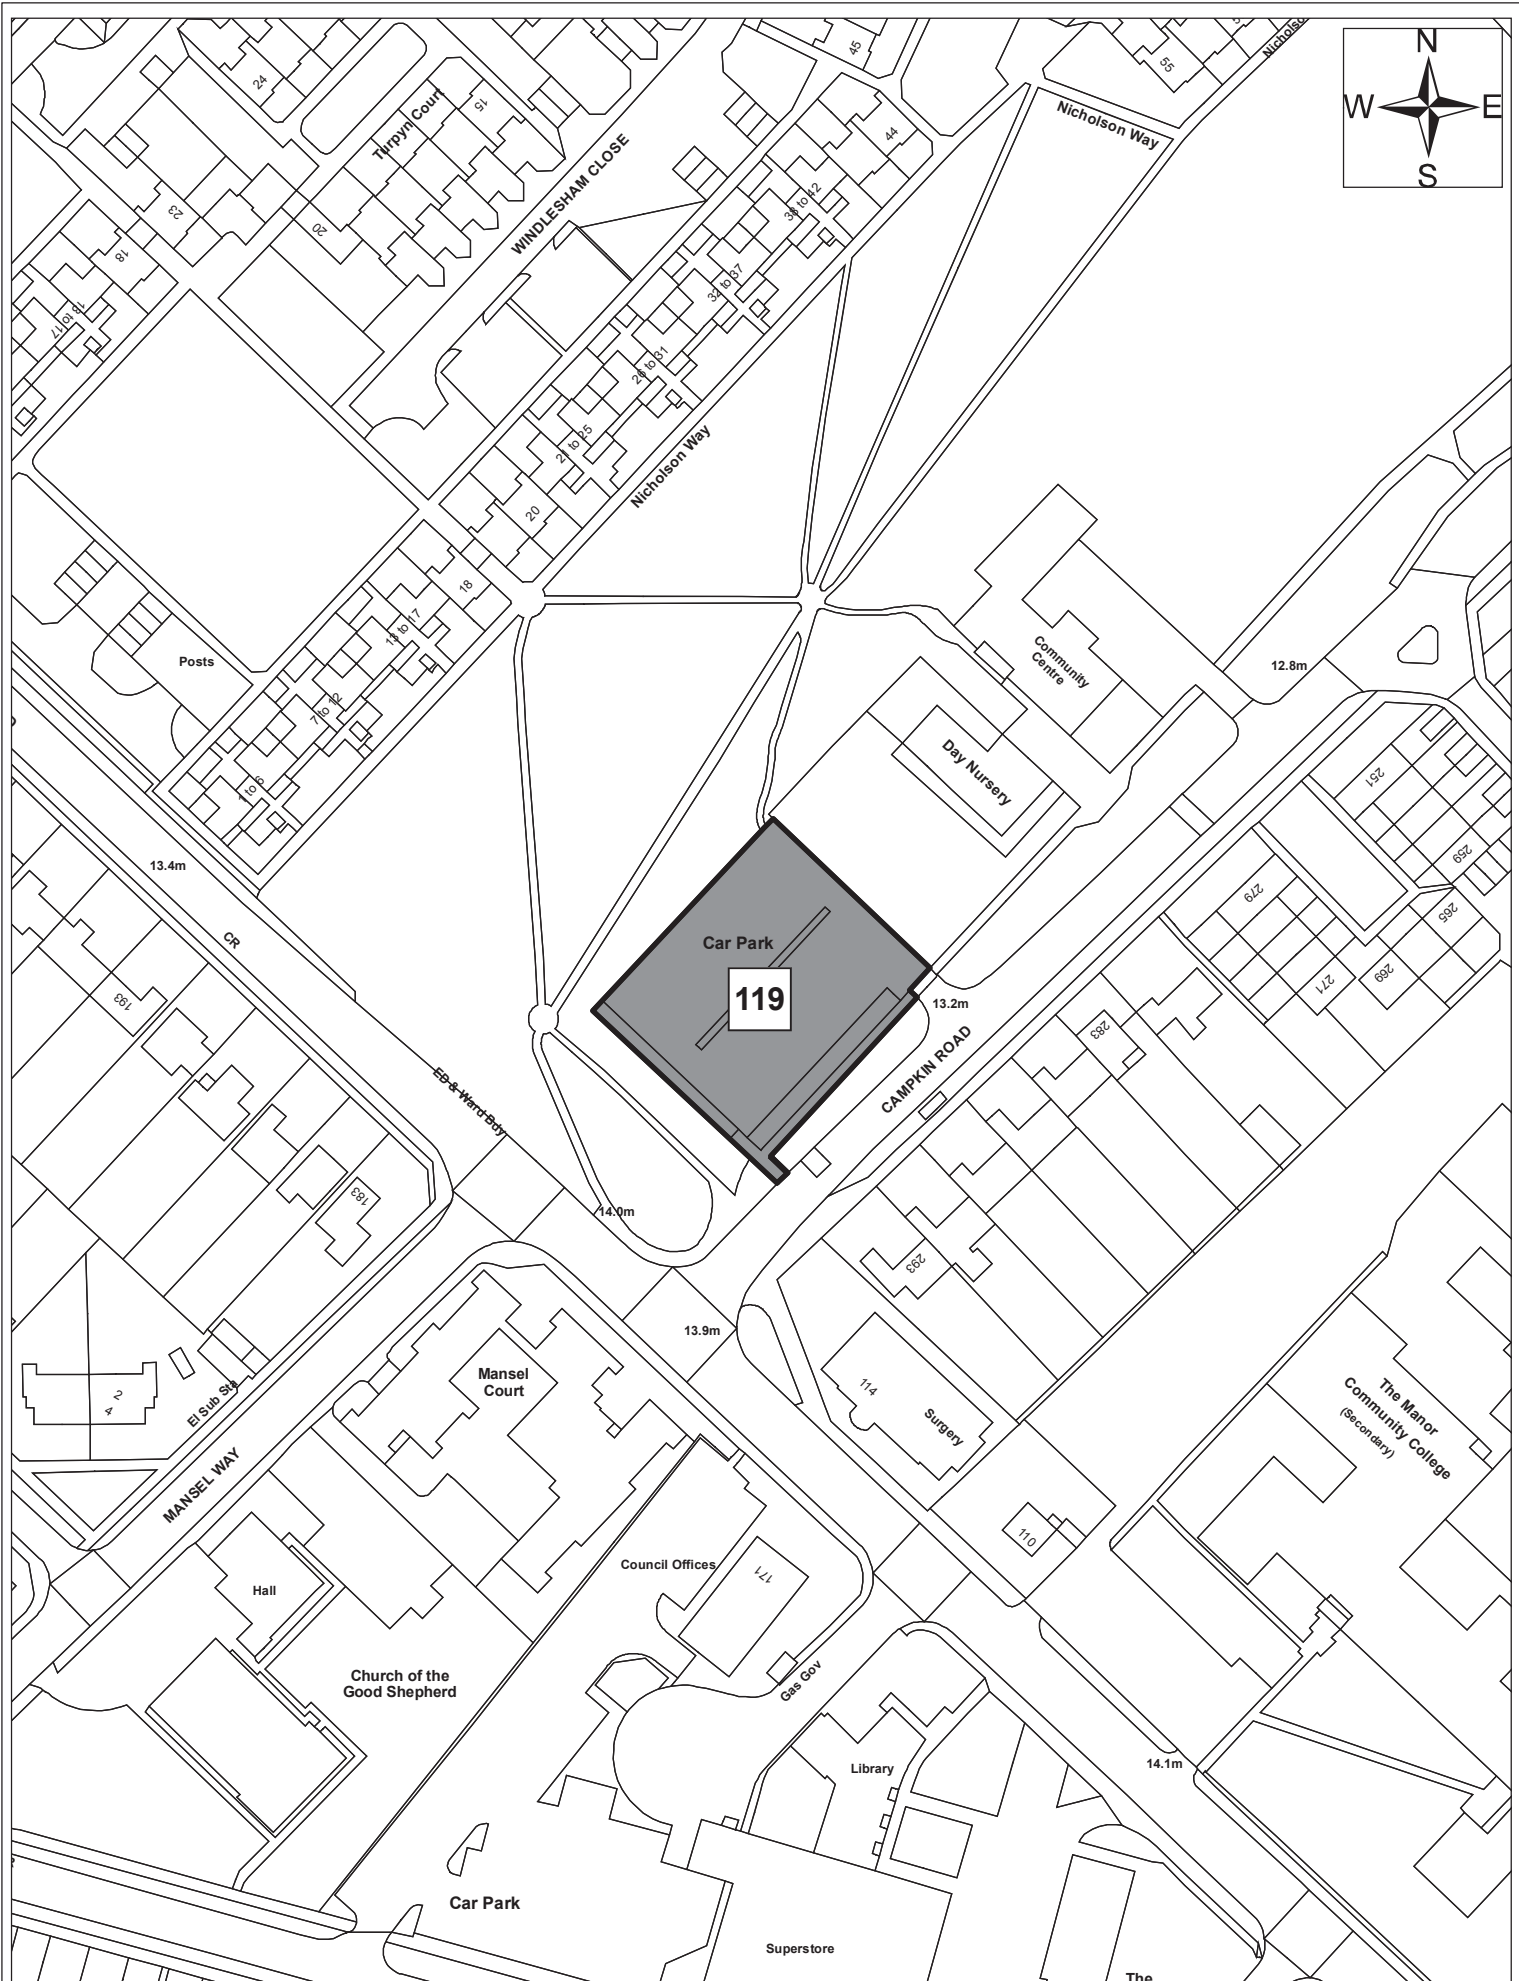 N
W E
S
45
55
24
15
Turpyn Court
Nicholson Way
44
WINDLESHAM CLOSE
38 to 42
23
20
18
32 to 37
13 to 17
26 to 31
21 to 25
Nicholson Way
20
18
13 to 17
Posts
7 to 12
1 to 6
Community
Centre
12.8m
Day Nursery
251
259
265
279
271
269
13.4m
CR
193
Car Park
119
13.2m
283
CAMPKIN ROAD
ED & Ward Bdy
183
14.0m
293
13.9m
Mansel
Court
114
Surgery
2
4
El Sub Sta
MANSEL WAY
The Manor
Community College
(Secondary)
110
Council Offices
171
Hall
Church of the
Good Shepherd
Gas Gov
Library
14.1m
Car Park
Superstore
The